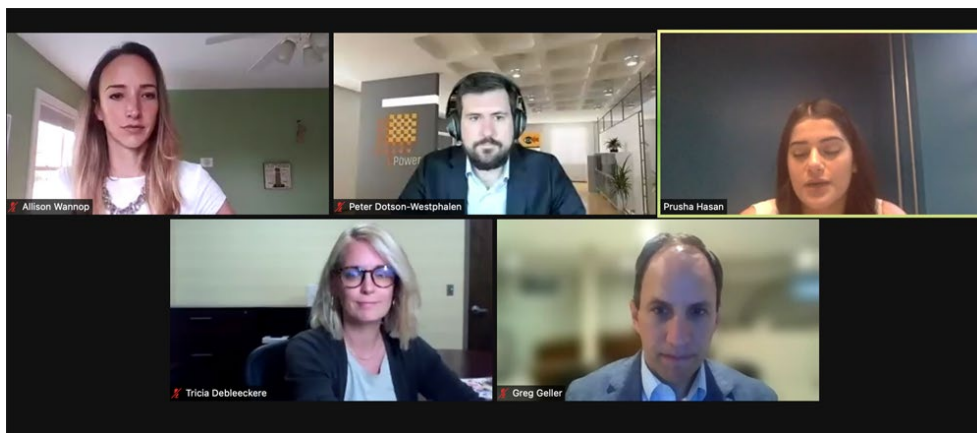 Power
Allison Wannop
Peter Dotson-Westphalen
Prusha Hasan
Tricia Debleeckere
Greg Geller